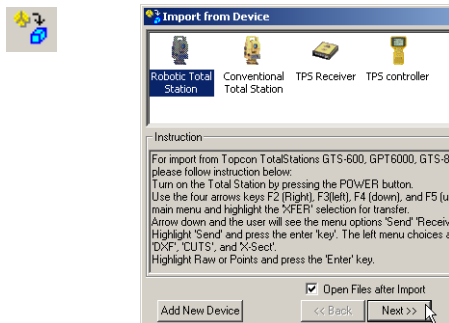 Import from Device
Robotic Total Station
Conventional Total Station
TPS Receiver
TPS controller
Instruction
For import from Topcon TotalStations GTS-600, GPT6000, GTS-8
please follow instruction below:
Turn on the Total Station by pressing the POWER button.
Use the four arrows keys F2 (Right), F3(left), F4 (down), and F5 (u
main menu and highlight the 'XFER' selection for transfer.
Arrow down and the user will see the menu options 'Send' 'Receiv
Highlight 'Send' and press the enter 'key'. The left menu choices a
'DXF', 'CUTS', and 'X-Sect'.
Highlight Raw or Points and press the 'Enter' key.
Open Files after Import
Add New Device
<< Back
Next >>